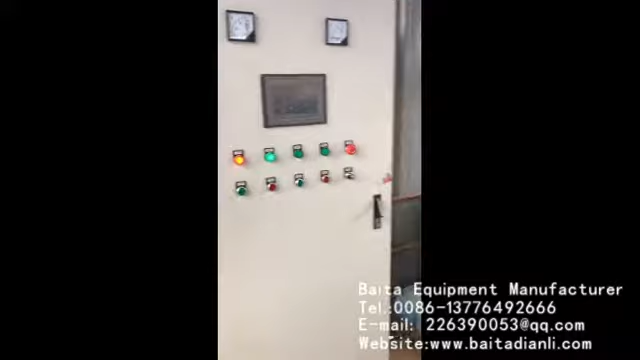 Baita Equipment Manufacturer
Tel.:0086-13776492666
E-mail: 226390053@qq.com
Website:www.baitadianli.com